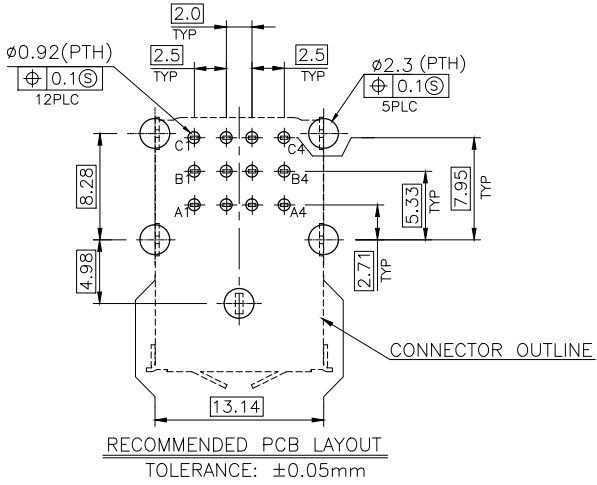 2.0
TYP
2.5
TYP
2.5
TYP
ø0.92(PTH)
⌖ 0.1Ⓢ
12PLC
ø2.3 (PTH)
⌖ 0.1Ⓢ
5PLC
C1
C4
B1
B4
A1
A4
8.28
4.98
7.95
TYP
5.33
TYP
2.71
TYP
CONNECTOR OUTLINE
13.14
RECOMMENDED PCB LAYOUT
TOLERANCE: ±0.05mm